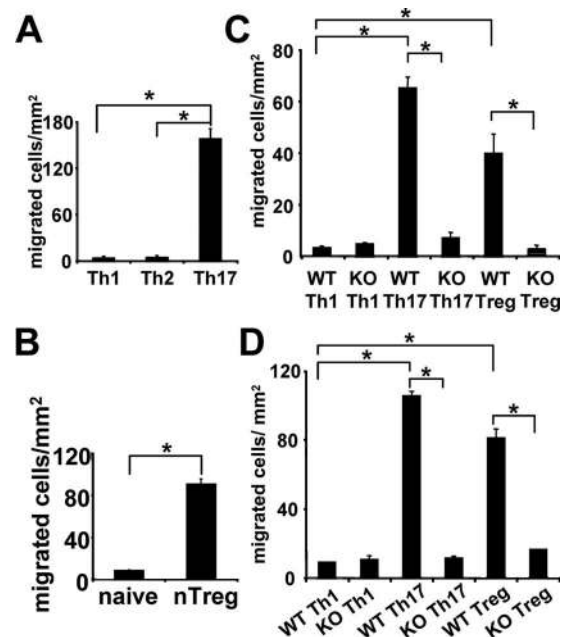 A
migrated cells/mm²
*
*
180
120
60
0
Th1 Th2 Th17
B
migrated cells/mm²
*
120
80
40
0
naive nTreg
C
migrated cells/mm²
*
*
*
*
80
60
40
20
0
WT KO WT KO WT KO
Th1 Th1 Th17 Th17 Treg Treg
D
migrated cells/ mm²
*
*
*
*
120
80
40
0
WT Th1
KO Th1
WT Th17
KO Th17
WT Treg
KO Treg